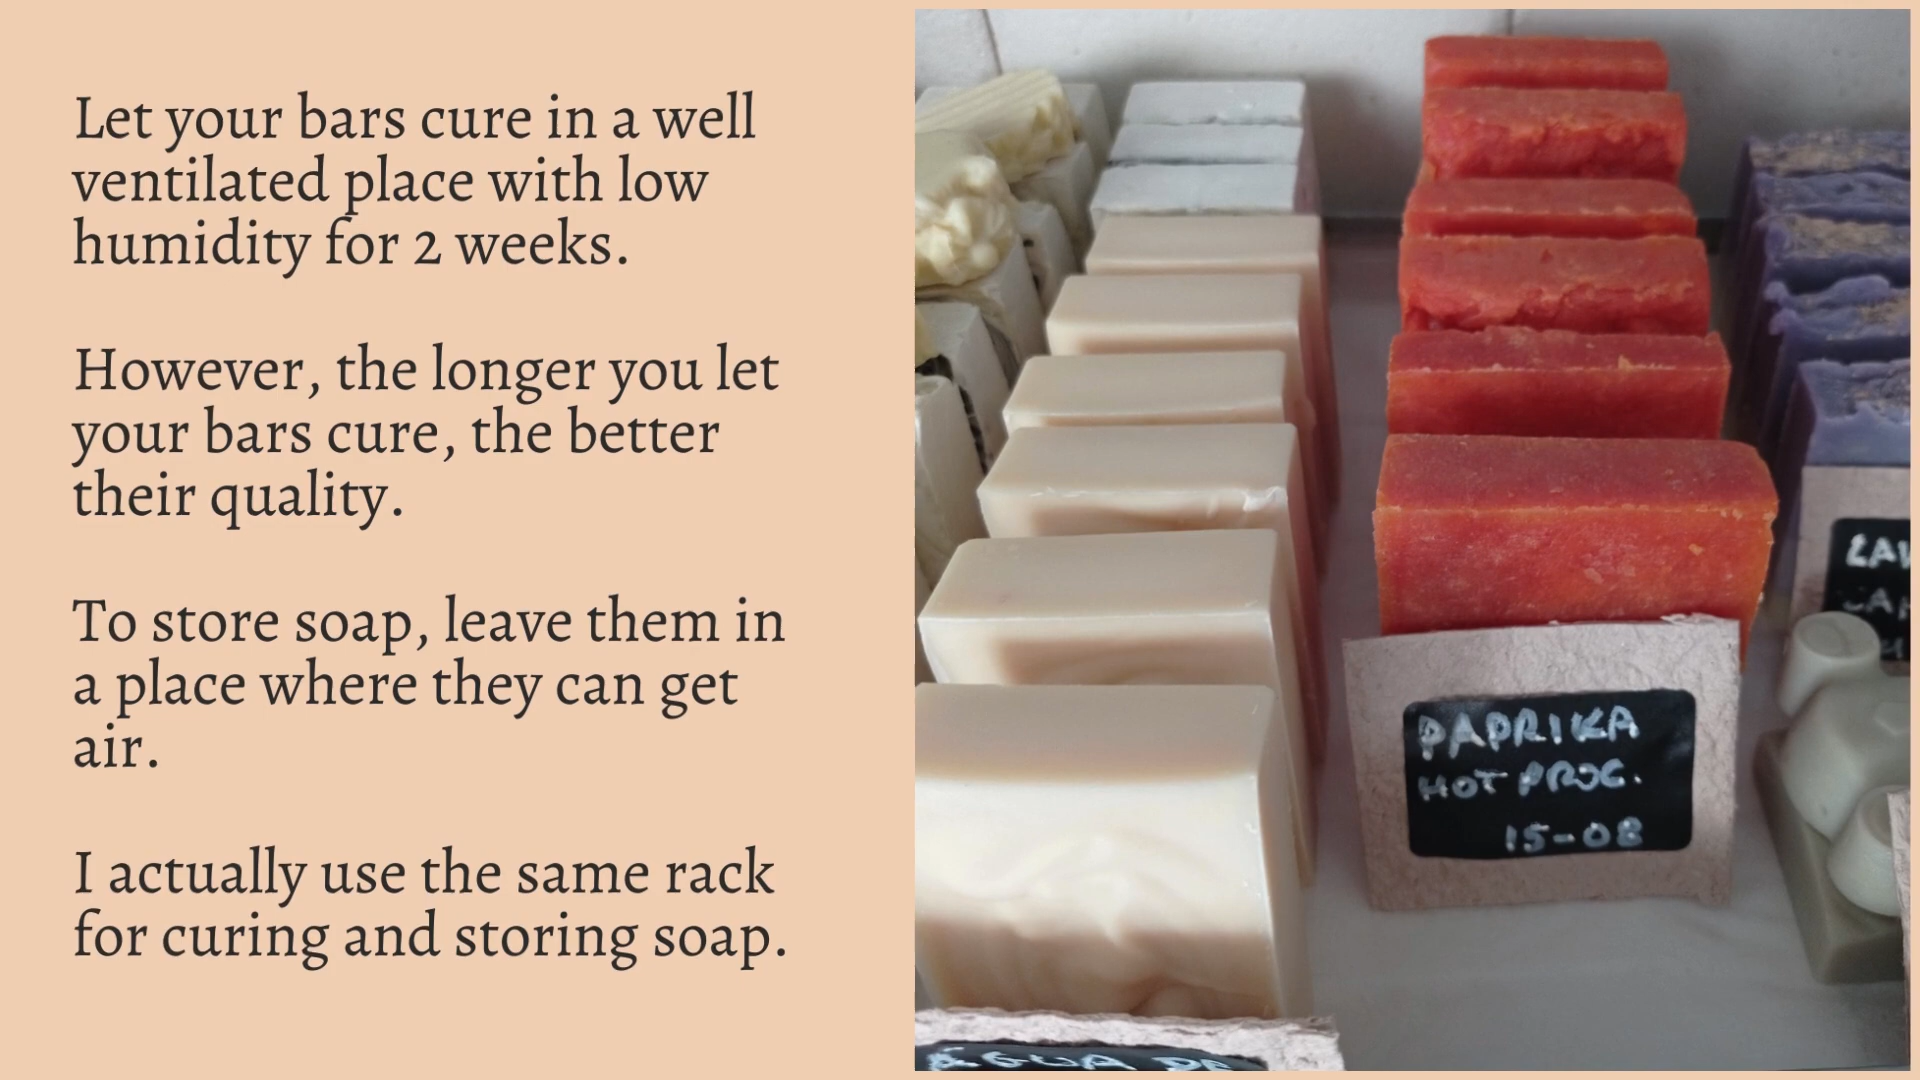 Let your bars cure in a well
ventilated place with low
humidity for 2 weeks.
However, the longer you let
your bars cure, the better
their quality.
To store soap, leave them in
a place where they can get
air.
I actually use the same rack
for curing and storing soap.
PAPRIKA
HOT PROC.
15-08
LAV
DE